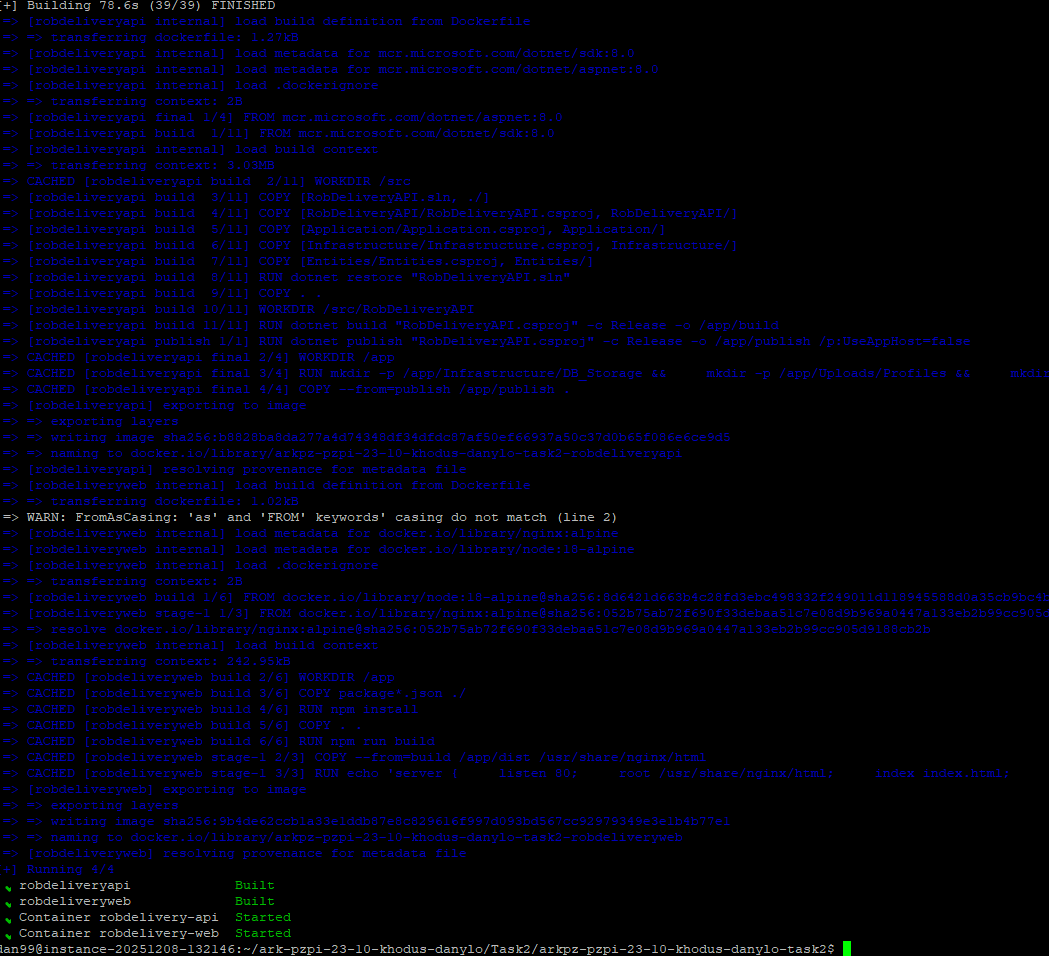 [+] Building 78.6s (39/39) FINISHED
=> [robdeliveryapi internal] load build definition from Dockerfile
=> => transferring dockerfile: 1.27kB
=> [robdeliveryapi internal] load metadata for mcr.microsoft.com/dotnet/sdk:8.0
=> [robdeliveryapi internal] load metadata for mcr.microsoft.com/dotnet/aspnet:8.0
=> [robdeliveryapi internal] load .dockerignore
=> => transferring context: 2B
=> [robdeliveryapi final 1/4] FROM mcr.microsoft.com/dotnet/aspnet:8.0
=> [robdeliveryapi build  1/11] FROM mcr.microsoft.com/dotnet/sdk:8.0
=> [robdeliveryapi internal] load build context
=> => transferring context: 3.03MB
=> CACHED [robdeliveryapi build  2/11] WORKDIR /src
=> [robdeliveryapi build  3/11] COPY [RobDeliveryAPI.sln, ./]
=> [robdeliveryapi build  4/11] COPY [RobDeliveryAPI/RobDeliveryAPI.csproj, RobDeliveryAPI/]
=> [robdeliveryapi build  5/11] COPY [Application/Application.csproj, Application/]
=> [robdeliveryapi build  6/11] COPY [Infrastructure/Infrastructure.csproj, Infrastructure/]
=> [robdeliveryapi build  7/11] COPY [Entities/Entities.csproj, Entities/]
=> [robdeliveryapi build  8/11] RUN dotnet restore "RobDeliveryAPI.sln"
=> [robdeliveryapi build  9/11] COPY . .
=> [robdeliveryapi build 10/11] WORKDIR /src/RobDeliveryAPI
=> [robdeliveryapi build 11/11] RUN dotnet build "RobDeliveryAPI.csproj" -c Release -o /app/build
=> [robdeliveryapi publish 1/1] RUN dotnet publish "RobDeliveryAPI.csproj" -c Release -o /app/publish /p:UseAppHost=false
=> CACHED [robdeliveryapi final 2/4] WORKDIR /app
=> CACHED [robdeliveryapi final 3/4] RUN mkdir -p /app/Infrastructure/DB_Storage &&     mkdir -p /app/Uploads/Profiles &&     mkdir
=> CACHED [robdeliveryapi final 4/4] COPY --from=publish /app/publish .
=> [robdeliveryapi] exporting to image
=> => exporting layers
=> => writing image
=> => naming to docker.io/library/arkpz-pzpi-23-10-khodus-danylo-task2-robdeliveryapi
=> [robdeliveryapi] resolving provenance for metadata file
=> [robdeliveryweb internal] load build definition from Dockerfile
=> => transferring dockerfile: 1.02kB
=> WARN: FromAsCasing: 'as' and 'FROM' keywords' casing do not match (line 2)
=> [robdeliveryweb internal] load metadata for docker.io/library/nginx:alpine
=> [robdeliveryweb internal] load metadata for docker.io/library/node:18-alpine
=> [robdeliveryweb internal] load .dockerignore
=> => transferring context: 2B
=> [robdeliveryweb build 1/6] FROM
=> [robdeliveryweb stage-1 1/3] FROM
=> => resolve
=> [robdeliveryweb internal] load build context
=> => transferring context: 242.95kB
=> CACHED [robdeliveryweb build 2/6] WORKDIR /app
=> CACHED [robdeliveryweb build 3/6] COPY package*.json ./
=> CACHED [robdeliveryweb build 4/6] RUN npm install
=> CACHED [robdeliveryweb build 5/6] COPY . .
=> CACHED [robdeliveryweb build 6/6] RUN npm run build
=> CACHED [robdeliveryweb stage-1 2/3] COPY --from=build /app/dist /usr/share/nginx/html
=> CACHED [robdeliveryweb stage-1 3/3] RUN echo 'server {     listen 80;     root /usr/share/nginx/html;     index index.html;
=> [robdeliveryweb] exporting to image
=> => exporting layers
=> => writing image
=> => naming to docker.io/library/arkpz-pzpi-23-10-khodus-danylo-task2-robdeliveryweb
=> [robdeliveryweb] resolving provenance for metadata file
[+] Running 4/4
robdeliveryapi Built
robdeliveryweb Built
Container robdelivery-api Started
Container robdelivery-web Started
dan99@instance-20251208-132146:~/ark-pzpi-23-10-khodus-danylo/Task2/arkpz-pzpi-23-10-khodus-danylo-task2$